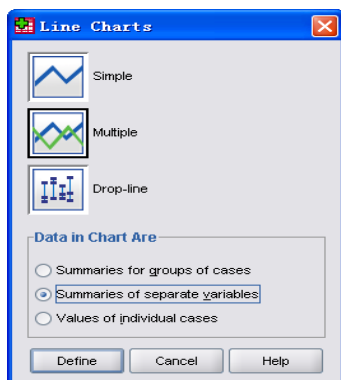 Line Charts
Simple
Multiple
Drop-line
Data in Chart Are
Summaries for groups of cases
Summaries of separate variables
Values of individual cases
Define Cancel Help